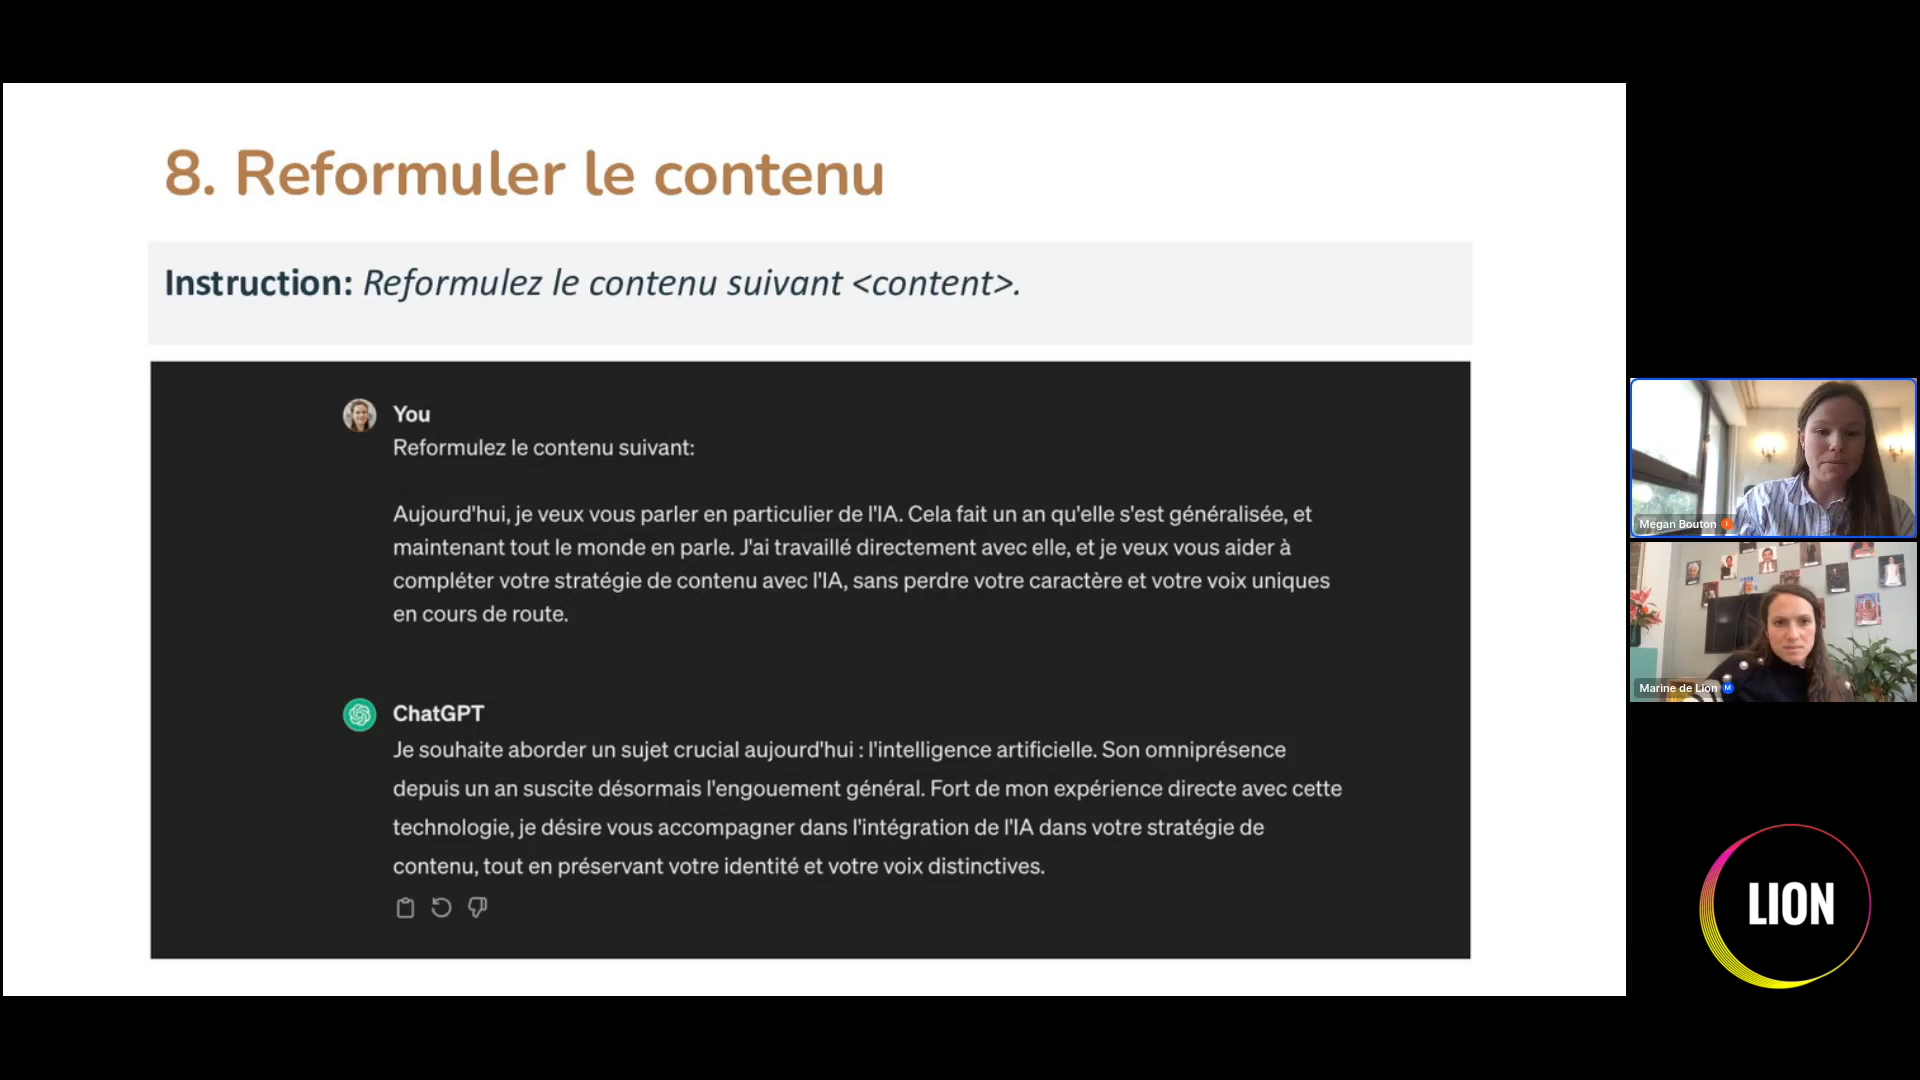 8. Reformuler le contenu
Instruction: Reformulez le contenu suivant <content>.
You
Reformulez le contenu suivant:
Aujourd'hui, je veux vous parler en particulier de l'IA. Cela fait un an qu'elle s'est généralisée, et
maintenant tout le monde en parle. J'ai travaillé directement avec elle, et je veux vous aider à
compléter votre stratégie de contenu avec l'IA, sans perdre votre caractère et votre voix uniques
en cours de route.
ChatGPT
Je souhaite aborder un sujet crucial aujourd'hui : l'intelligence artificielle. Son omniprésence
depuis un an suscite désormais l'engouement général. Fort de mon expérience directe avec cette
technologie, je désire vous accompagner dans l'intégration de l'IA dans votre stratégie de
contenu, tout en préservant votre identité et votre voix distinctives.
Megan Bouton
Marine de Lion M
LION